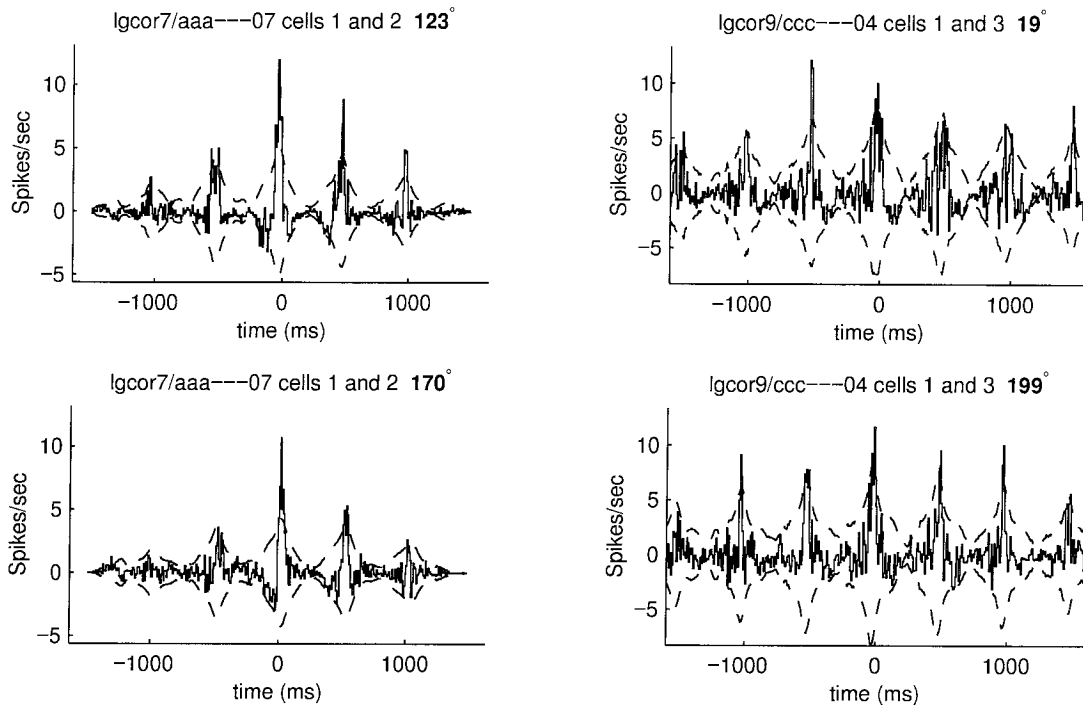 lgcor7/aaa−−−07 cells 1 and 2 123°
10
5
0
−5
Spikes/sec
−1000 0 1000
time (ms)
lgcor9/ccc−−−04 cells 1 and 3 19°
10
5
0
−5
Spikes/sec
−1000 0 1000
time (ms)
lgcor7/aaa−−−07 cells 1 and 2 170°
10
5
0
−5
Spikes/sec
−1000 0 1000
time (ms)
lgcor9/ccc−−−04 cells 1 and 3 199°
10
5
0
−5
Spikes/sec
−1000 0 1000
time (ms)